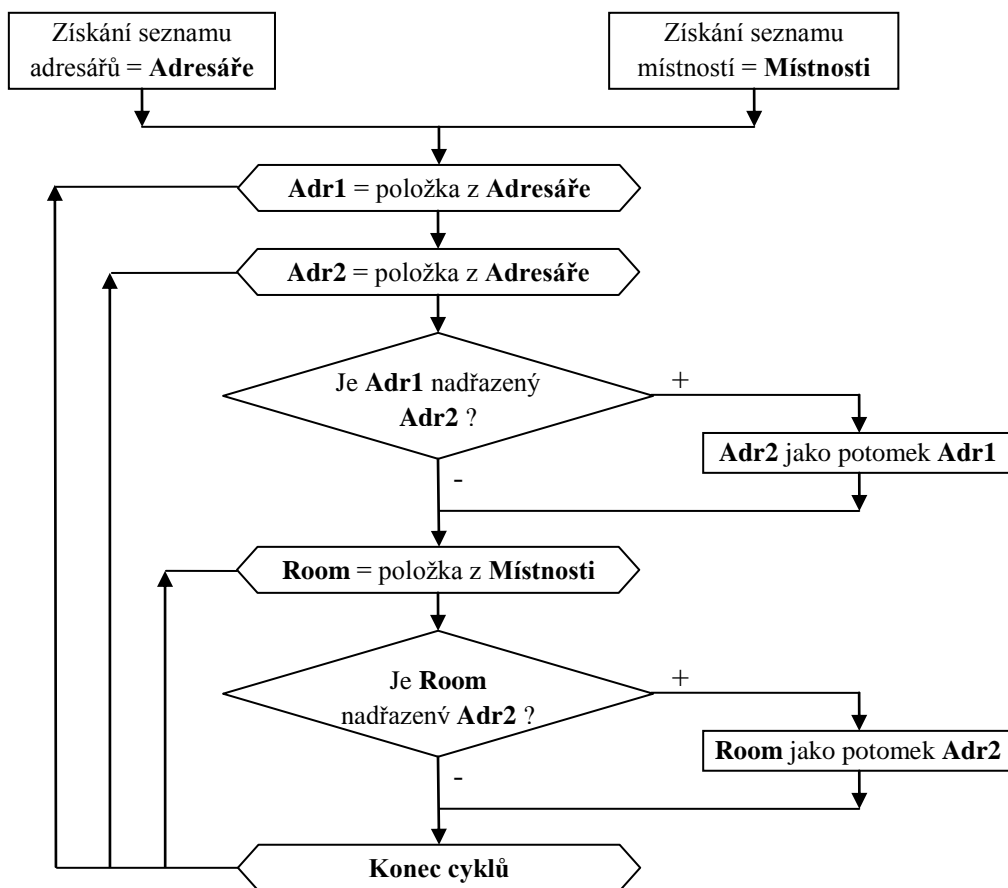 Získání seznamu
adresářů = Adresáře
Získání seznamu
místností = Místnosti
Adr1 = položka z Adresáře
Adr2 = položka z Adresáře
Je Adr1 nadřazený
Adr2 ?
+
Adr2 jako potomek Adr1
-
Room = položka z Místnosti
Je Room
nadřazený Adr2 ?
+
Room jako potomek Adr2
-
Konec cyklů